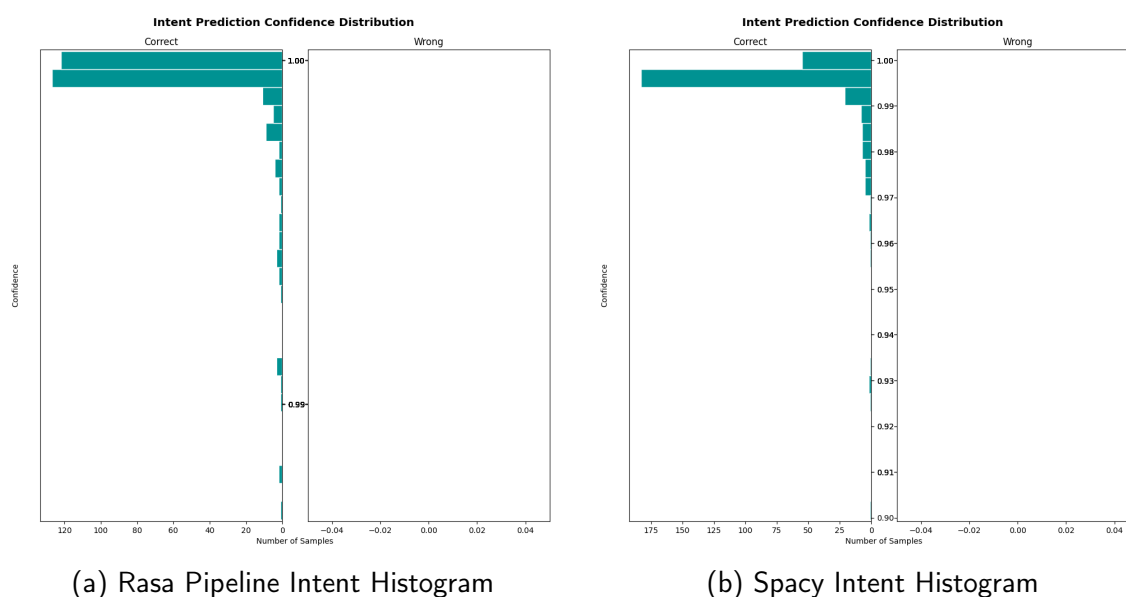 Intent Prediction Confidence Distribution
Correct
Wrong
Confidence
1.00
0.99
120 100 80 60 40 20 0
−0.04 −0.02 0.00 0.02 0.04
Number of Samples
(a) Rasa Pipeline Intent Histogram
Intent Prediction Confidence Distribution
Correct
Wrong
Confidence
1.00
0.99
0.98
0.97
0.96
0.95
0.94
0.93
0.92
0.91
0.90
175 150 125 100 75 50 25 0
−0.04 −0.02 0.00 0.02 0.04
Number of Samples
(b) Spacy Intent Histogram